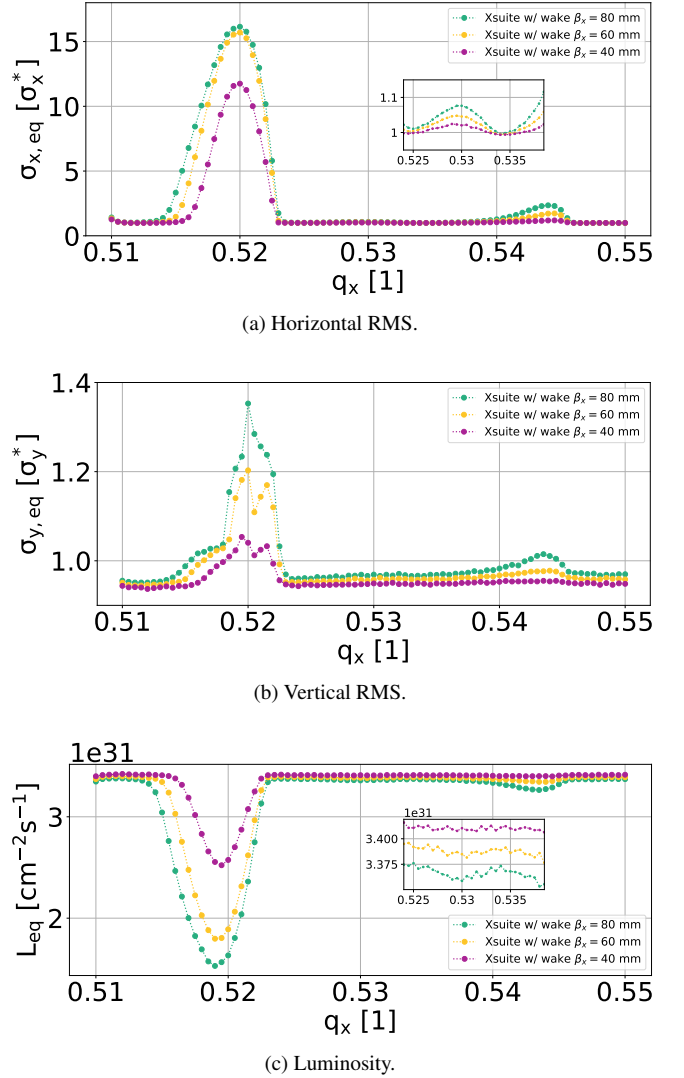 σx, eq [σ*x]
15
10
5
0
Xsuite w/ wake βx = 80 mm
Xsuite w/ wake βx = 60 mm
Xsuite w/ wake βx = 40 mm
1.1
1
0.525 0.53 0.535
0.51 0.52 0.53 0.54 0.55
qx [1]
(a) Horizontal RMS.
σy, eq [σ*y]
1.4
1.2
1.0
Xsuite w/ wake βx = 80 mm
Xsuite w/ wake βx = 60 mm
Xsuite w/ wake βx = 40 mm
0.51 0.52 0.53 0.54 0.55
qx [1]
(b) Vertical RMS.
1e31
Leq [cm−2s−1]
3
2
1e31
3.400
3.375
0.525 0.53 0.535
Xsuite w/ wake βx = 80 mm
Xsuite w/ wake βx = 60 mm
Xsuite w/ wake βx = 40 mm
0.51 0.52 0.53 0.54 0.55
qx [1]
(c) Luminosity.